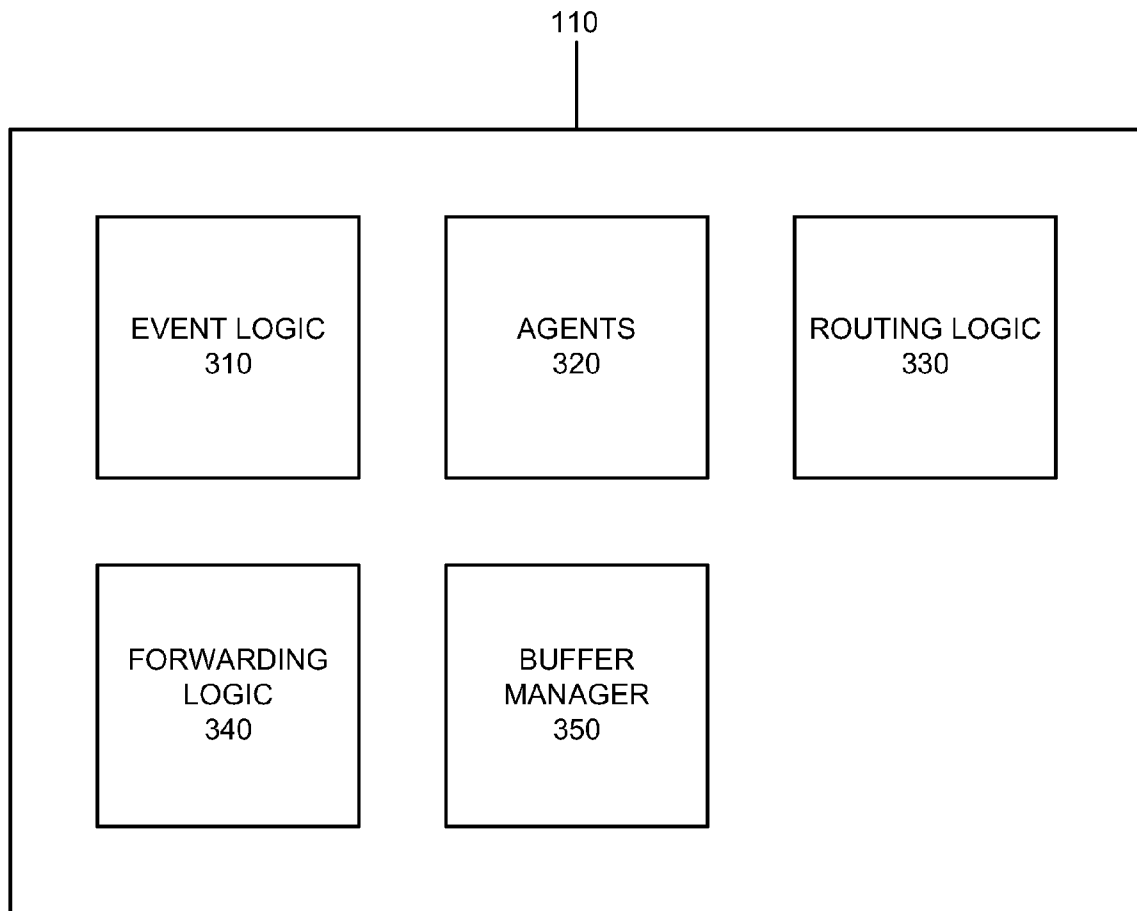 110
EVENT LOGIC
310
AGENTS
320
ROUTING LOGIC
330
FORWARDING
LOGIC
340
BUFFER
MANAGER
350